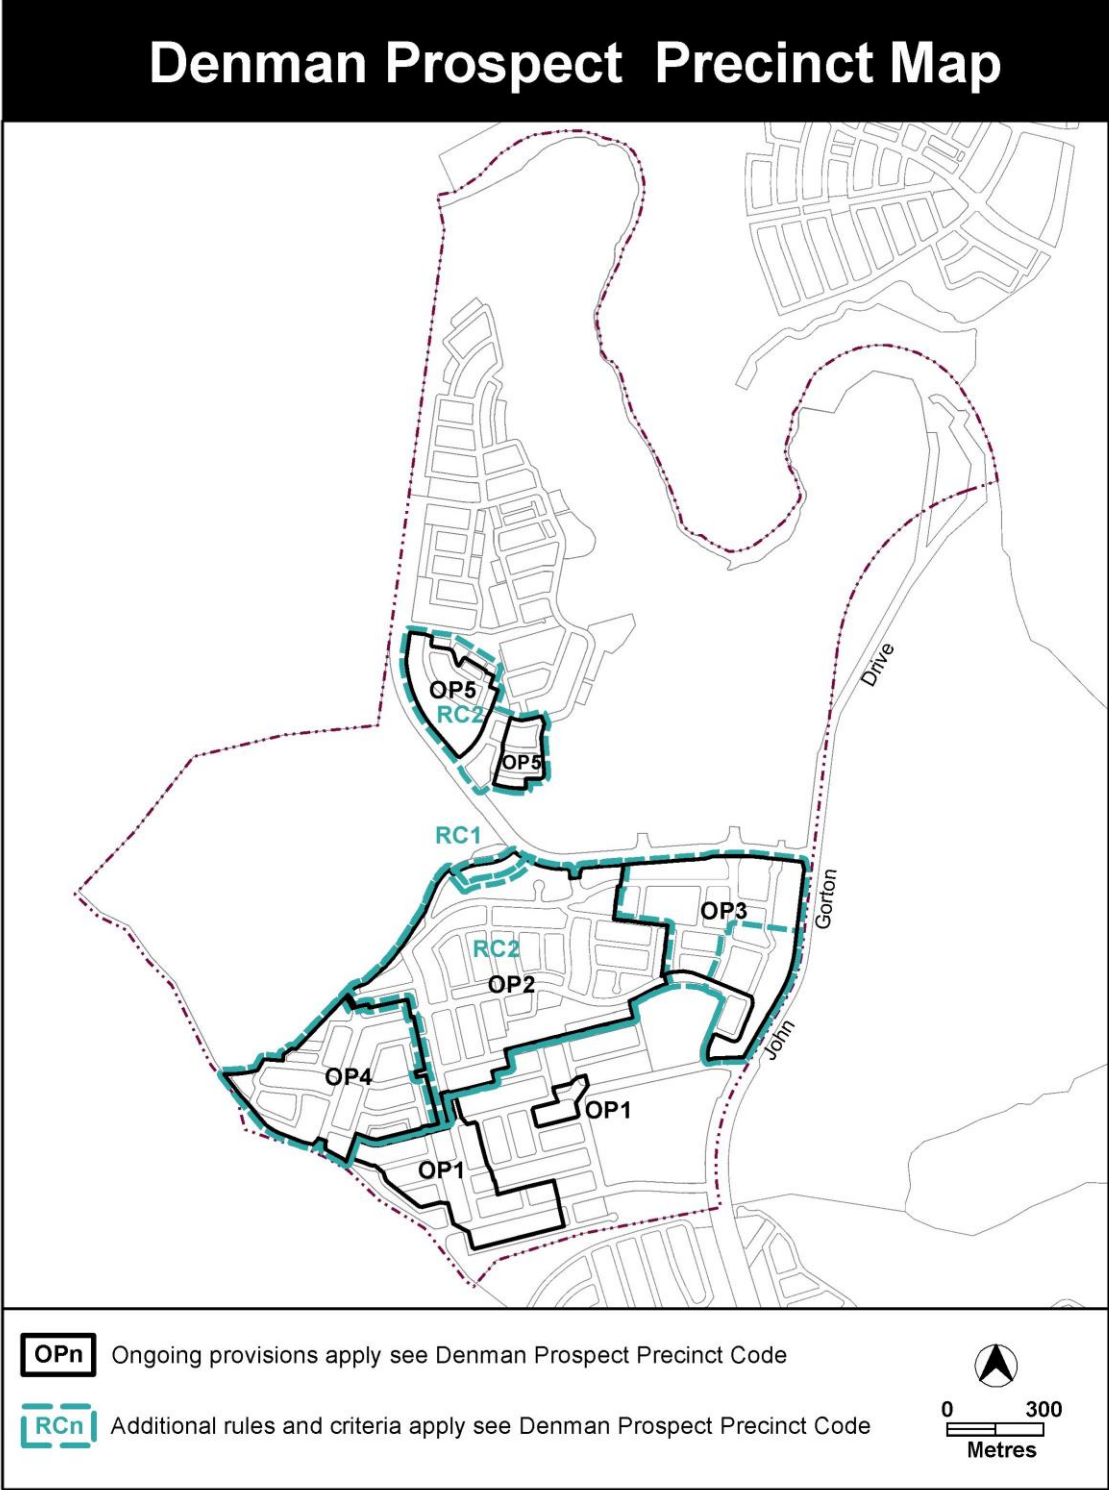 Denman Prospect Precinct Map
Drive
OP5
RC2
OP5
RC1
Gorton
OP3
RC2
OP2
John
OP4
OP1
OP1
OPn Ongoing provisions apply see Denman Prospect Precinct Code
RCn Additional rules and criteria apply see Denman Prospect Precinct Code
0 300
Metres